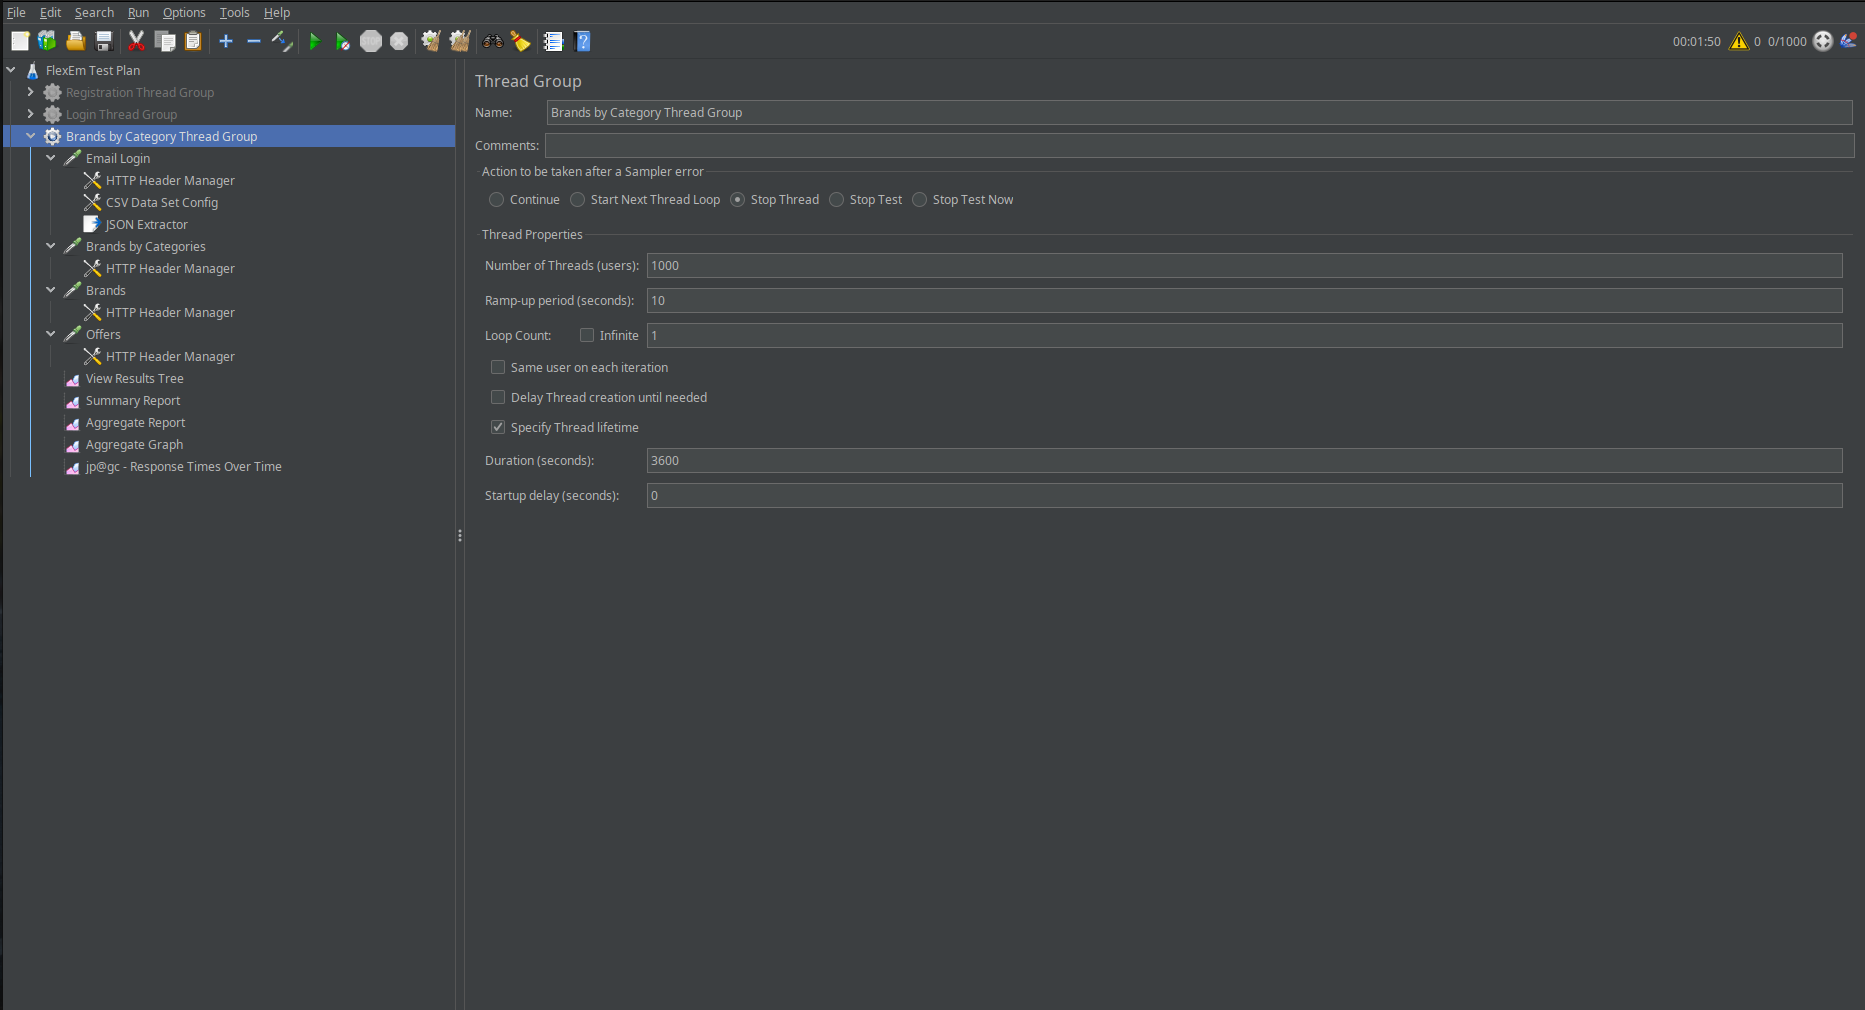 File Edit Search Run Options Tools Help
00:01:50 0 0/1000
FlexEm Test Plan
Registration Thread Group
Login Thread Group
Brands by Category Thread Group
Email Login
HTTP Header Manager
CSV Data Set Config
JSON Extractor
Brands by Categories
HTTP Header Manager
Brands
HTTP Header Manager
Offers
HTTP Header Manager
View Results Tree
Summary Report
Aggregate Report
Aggregate Graph
jp@gc - Response Times Over Time
Thread Group
Name: Brands by Category Thread Group
Comments:
Action to be taken after a Sampler error
Continue Start Next Thread Loop Stop Thread Stop Test Stop Test Now
Thread Properties
Number of Threads (users): 1000
Ramp-up period (seconds): 10
Loop Count: Infinite 1
Same user on each iteration
Delay Thread creation until needed
Specify Thread lifetime
Duration (seconds): 3600
Startup delay (seconds): 0